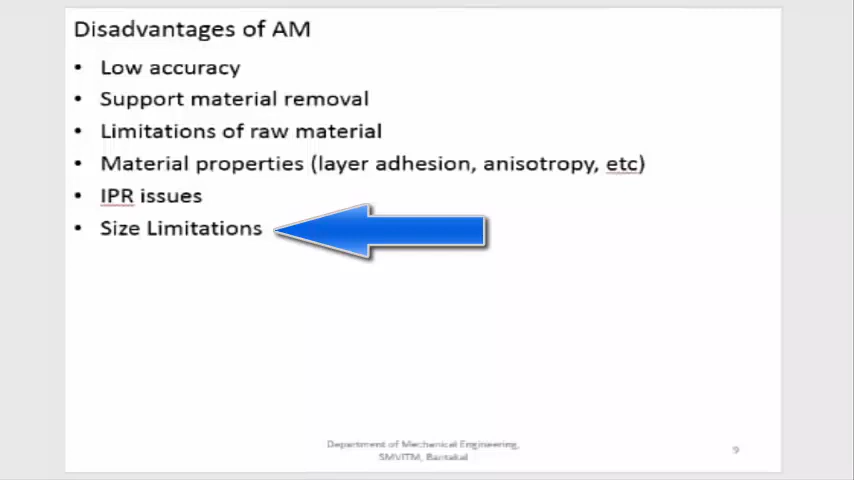 Disadvantages of AM
• Low accuracy
• Support material removal
• Limitations of raw material
• Material properties (layer adhesion, anisotropy, etc)
• IPR issues
• Size Limitations
Department of Mechanical Engineering,
SMVITM, Bantakal
9